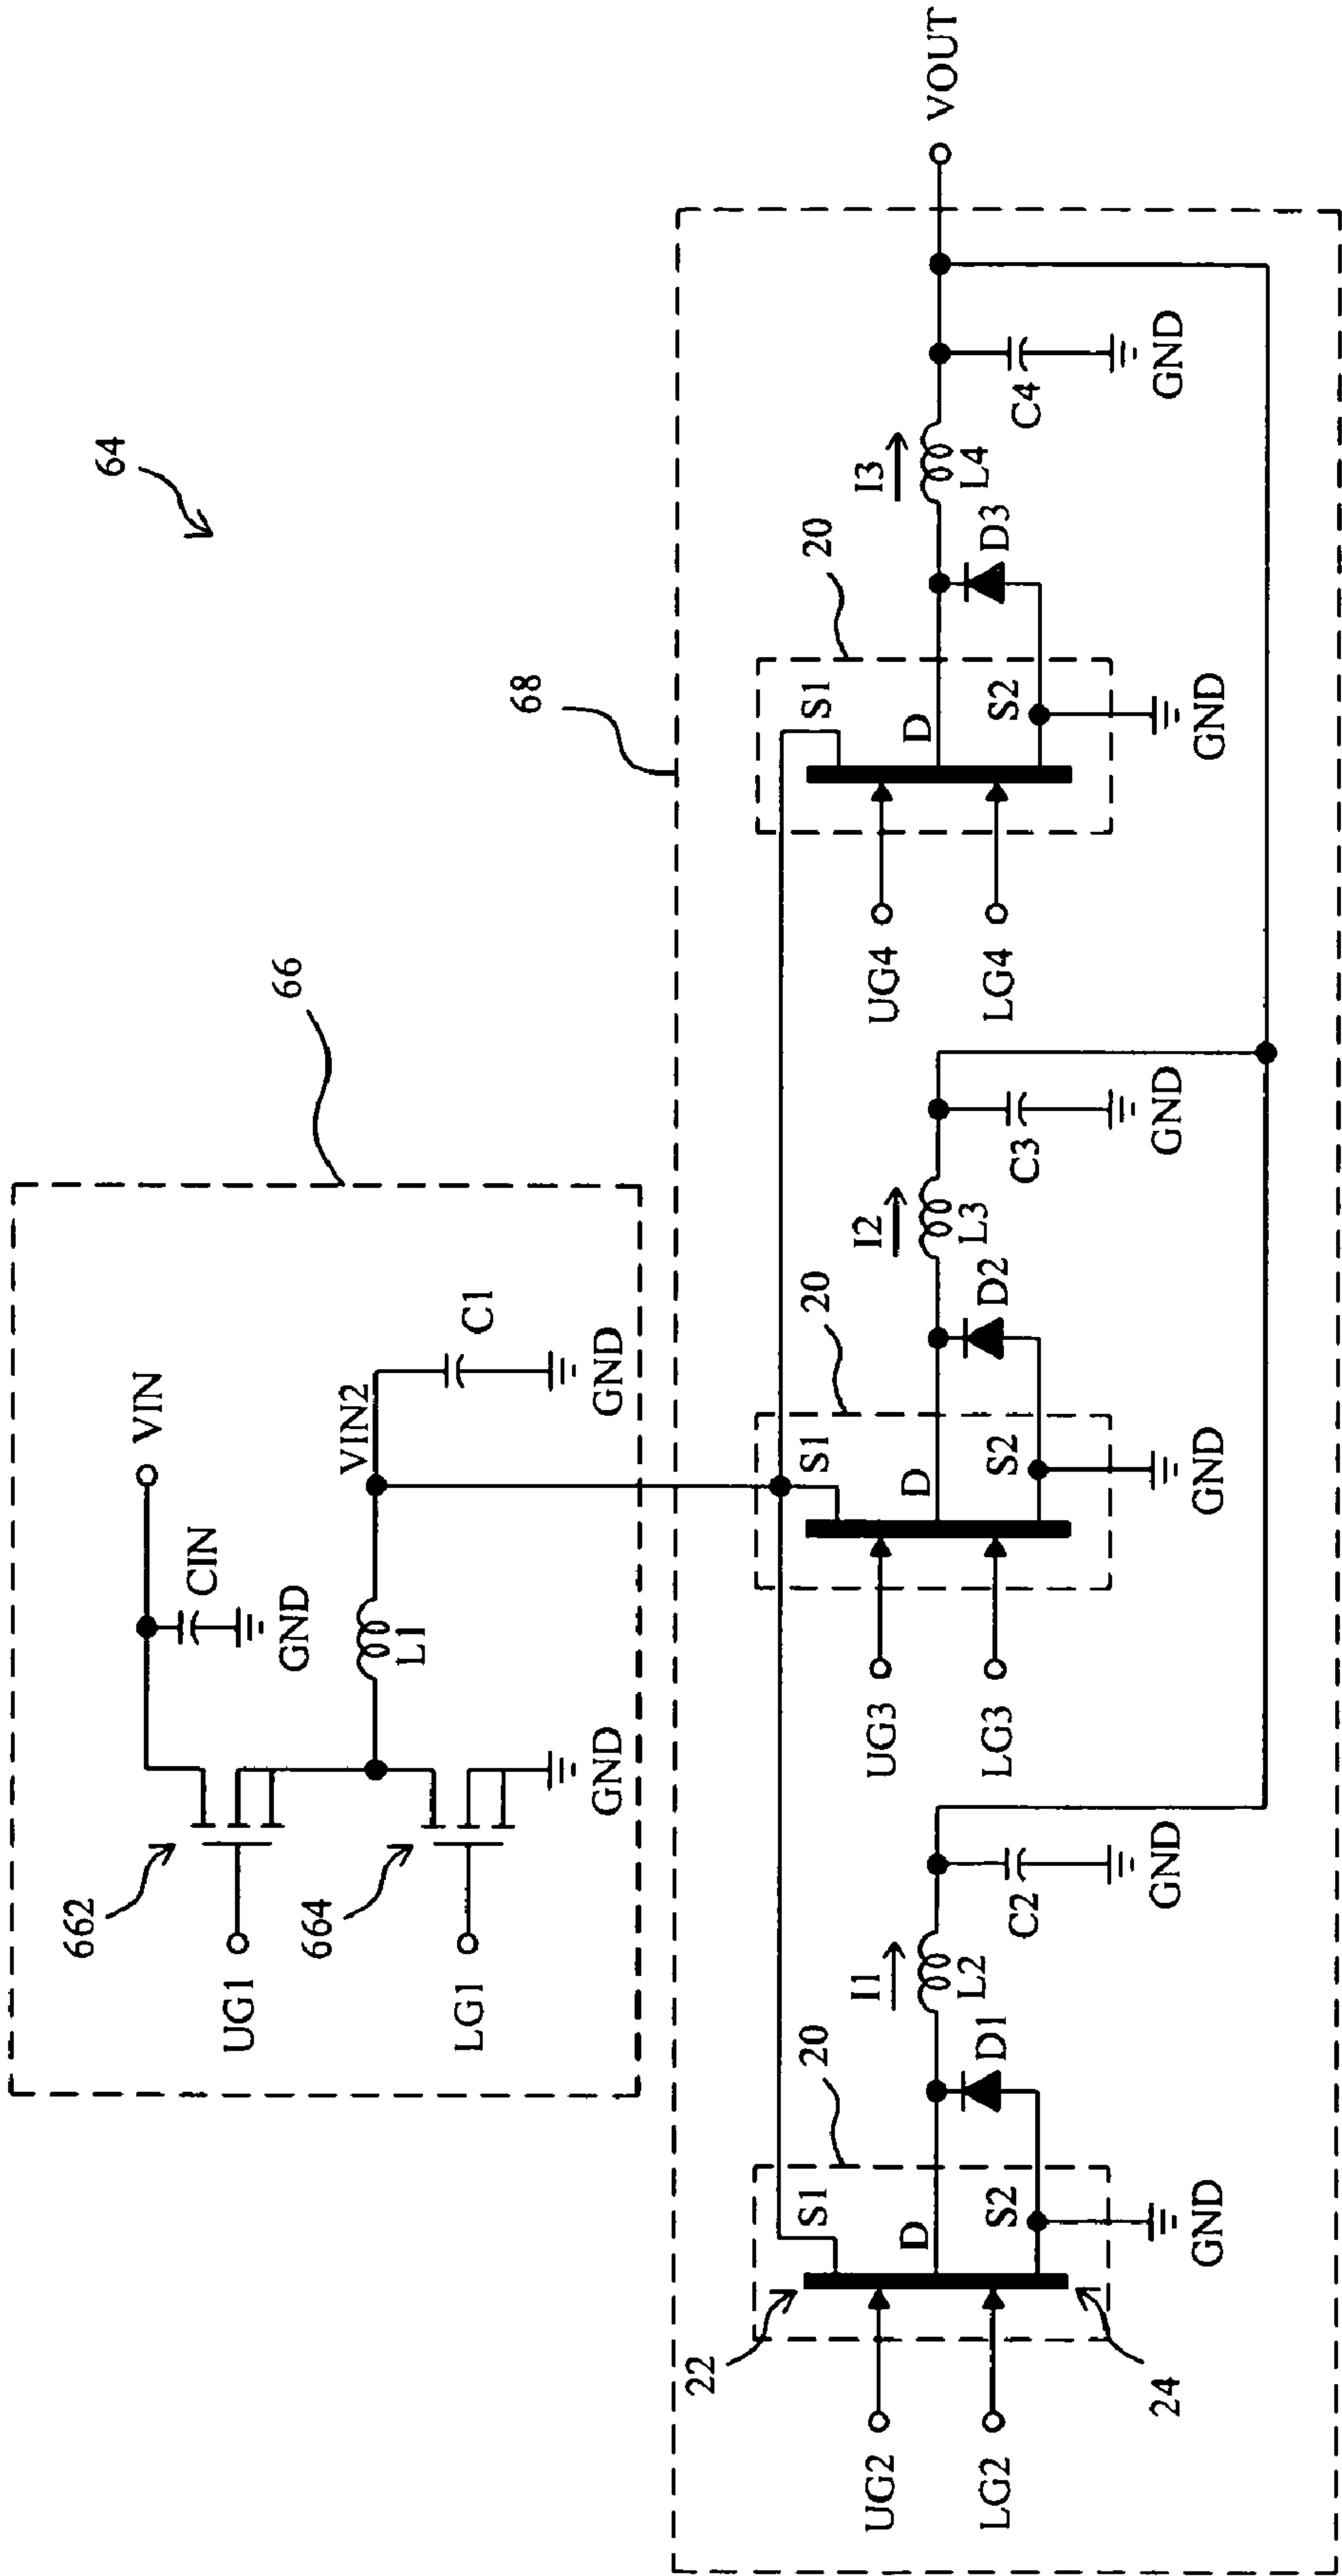 64
66
VIN
CIN
GND
662
UG1
VIN2
L1
C1
GND
664
LG1
GND
68
22
UG2
LG2
24
20
S1
D
S2
GND
I1
L2
D1
C2
GND
UG3
LG3
20
S1
D
S2
GND
I2
L3
D2
C3
GND
UG4
LG4
20
S1
D
S2
GND
I3
L4
D3
C4
GND
VOUT